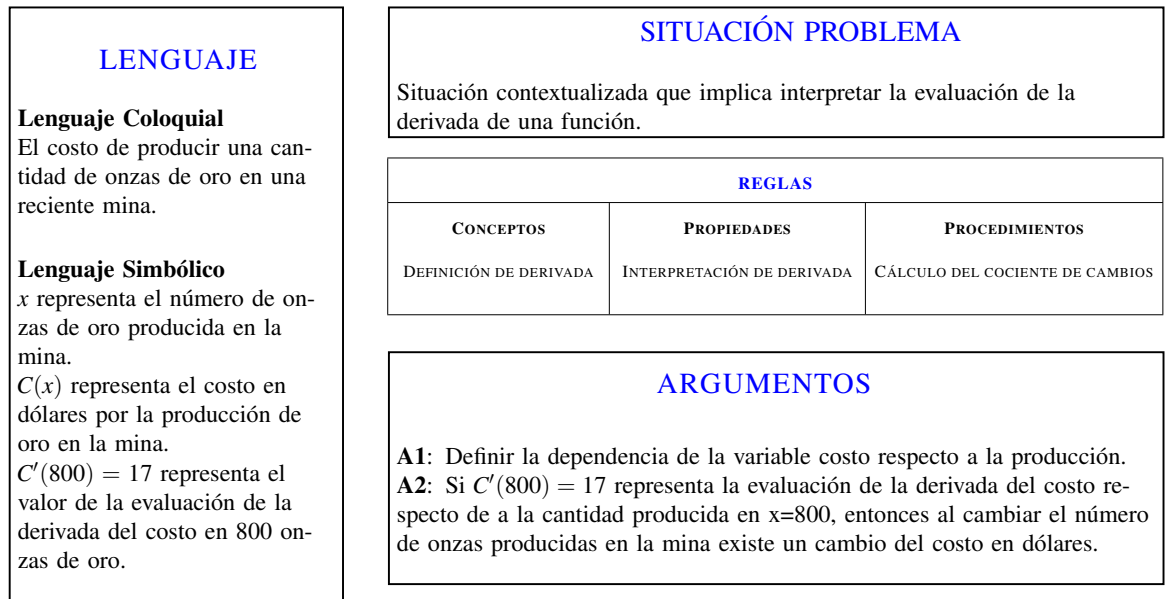 LENGUAJE
Lenguaje Coloquial
El costo de producir una can-
tidad de onzas de oro en una
reciente mina.
Lenguaje Simbólico
x representa el número de on-
zas de oro producida en la
mina.
C(x) representa el costo en
dólares por la producción de
oro en la mina.
C′(800) = 17 representa el
valor de la evaluación de la
derivada del costo en 800 on-
zas de oro.
SITUACIÓN PROBLEMA
Situación contextualizada que implica interpretar la evaluación de la
derivada de una función.
REGLAS
CONCEPTOS PROPIEDADES PROCEDIMIENTOS
DEFINICIÓN DE DERIVADA INTERPRETACIÓN DE DERIVADA CÁLCULO DEL COCIENTE DE CAMBIOS
ARGUMENTOS
A1: Definir la dependencia de la variable costo respecto a la producción.
A2: Si C′(800) = 17 representa la evaluación de la derivada del costo re-
specto de a la cantidad producida en x=800, entonces al cambiar el número
de onzas producidas en la mina existe un cambio del costo en dólares.